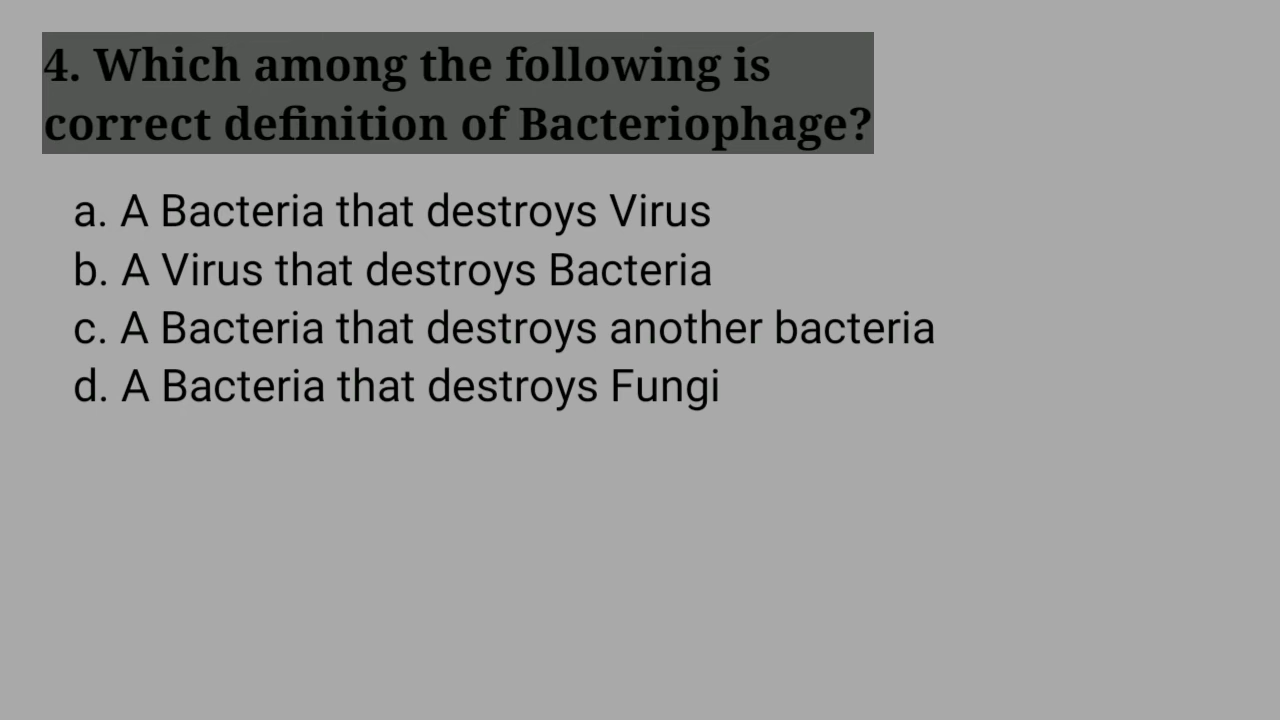 4. Which among the following is
correct definition of Bacteriophage?
a. A Bacteria that destroys Virus
b. A Virus that destroys Bacteria
c. A Bacteria that destroys another bacteria
d. A Bacteria that destroys Fungi